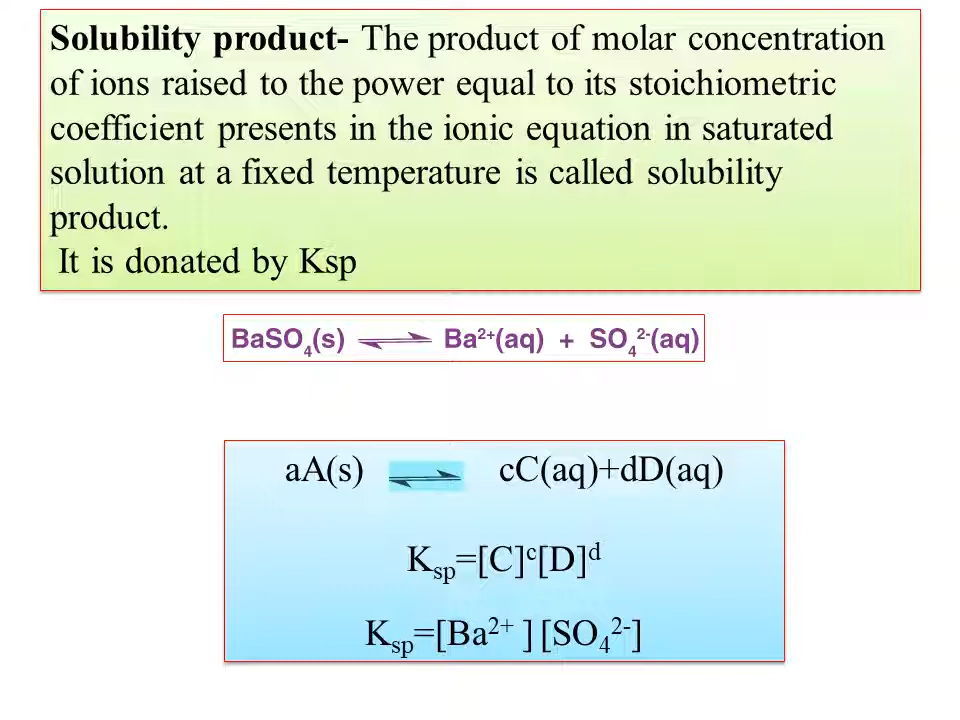 Solubility product- The product of molar concentration
of ions raised to the power equal to its stoichiometric
coefficient presents in the ionic equation in saturated
solution at a fixed temperature is called solubility
product.
It is donated by Ksp
BaSO₄(s) ⇌ Ba²⁺(aq) + SO₄²⁻(aq)
aA(s) ⇌ cC(aq)+dD(aq)
Kₛₚ=[C]ᶜ[D]ᵈ
Kₛₚ=[Ba²⁺ ] [SO₄²⁻]